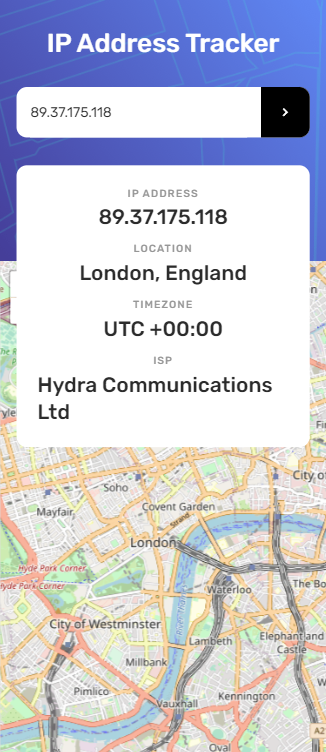 IP Address Tracker
89.37.175.118
IP ADDRESS
89.37.175.118
LOCATION
London, England
TIMEZONE
UTC +00:00
ISP
Hydra Communications
Ltd
Soho
City of
Covent Garden
Mayfair
Strand
London
Hyde Park Corner
Hyde Park Corner
Waterloo
The Bo
City of Westminster
Lambeth
Elephant and
Castle
Millbank
Pimlico
Kennington
Vauxhall
Oval
A2